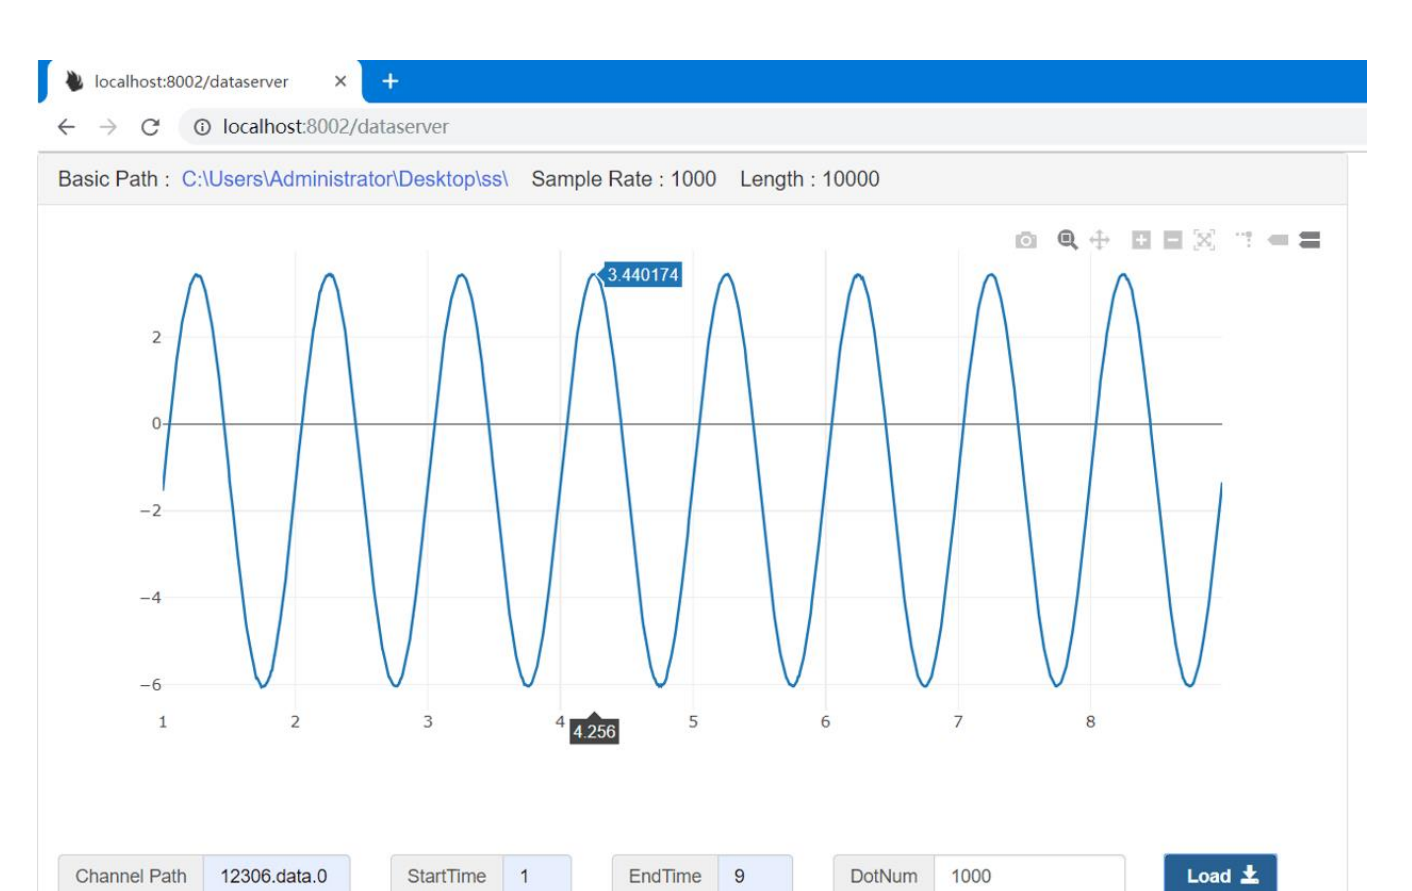 localhost:8002/dataserver
localhost:8002/dataserver
Basic Path : C:\Users\Administrator\Desktop\ss\ Sample Rate : 1000 Length : 10000
3.440174
2
0
−2
−4
−6
1 2 3 4 5 6 7 8
4.256
Channel Path 12306.data.0 StartTime 1 EndTime 9 DotNum 1000 Load